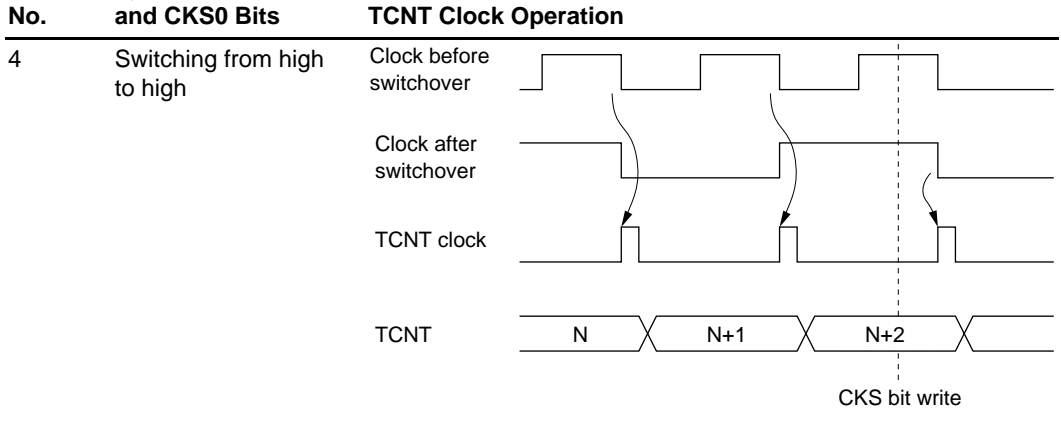 No. and CKS0 Bits TCNT Clock Operation
4 Switching from high Clock before
to high switchover
Clock after
switchover
TCNT clock
TCNT N N+1 N+2
CKS bit write